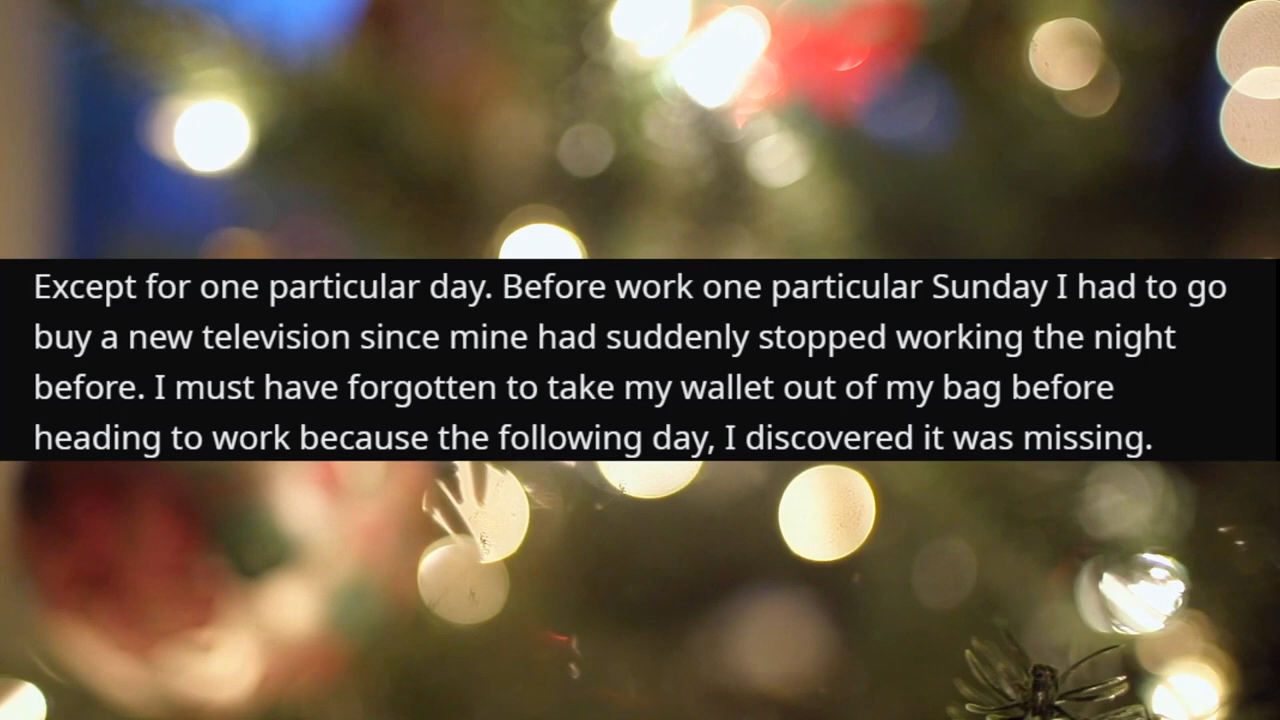 Except for one particular day. Before work one particular Sunday I had to go
buy a new television since mine had suddenly stopped working the night
before. I must have forgotten to take my wallet out of my bag before
heading to work because the following day, I discovered it was missing.